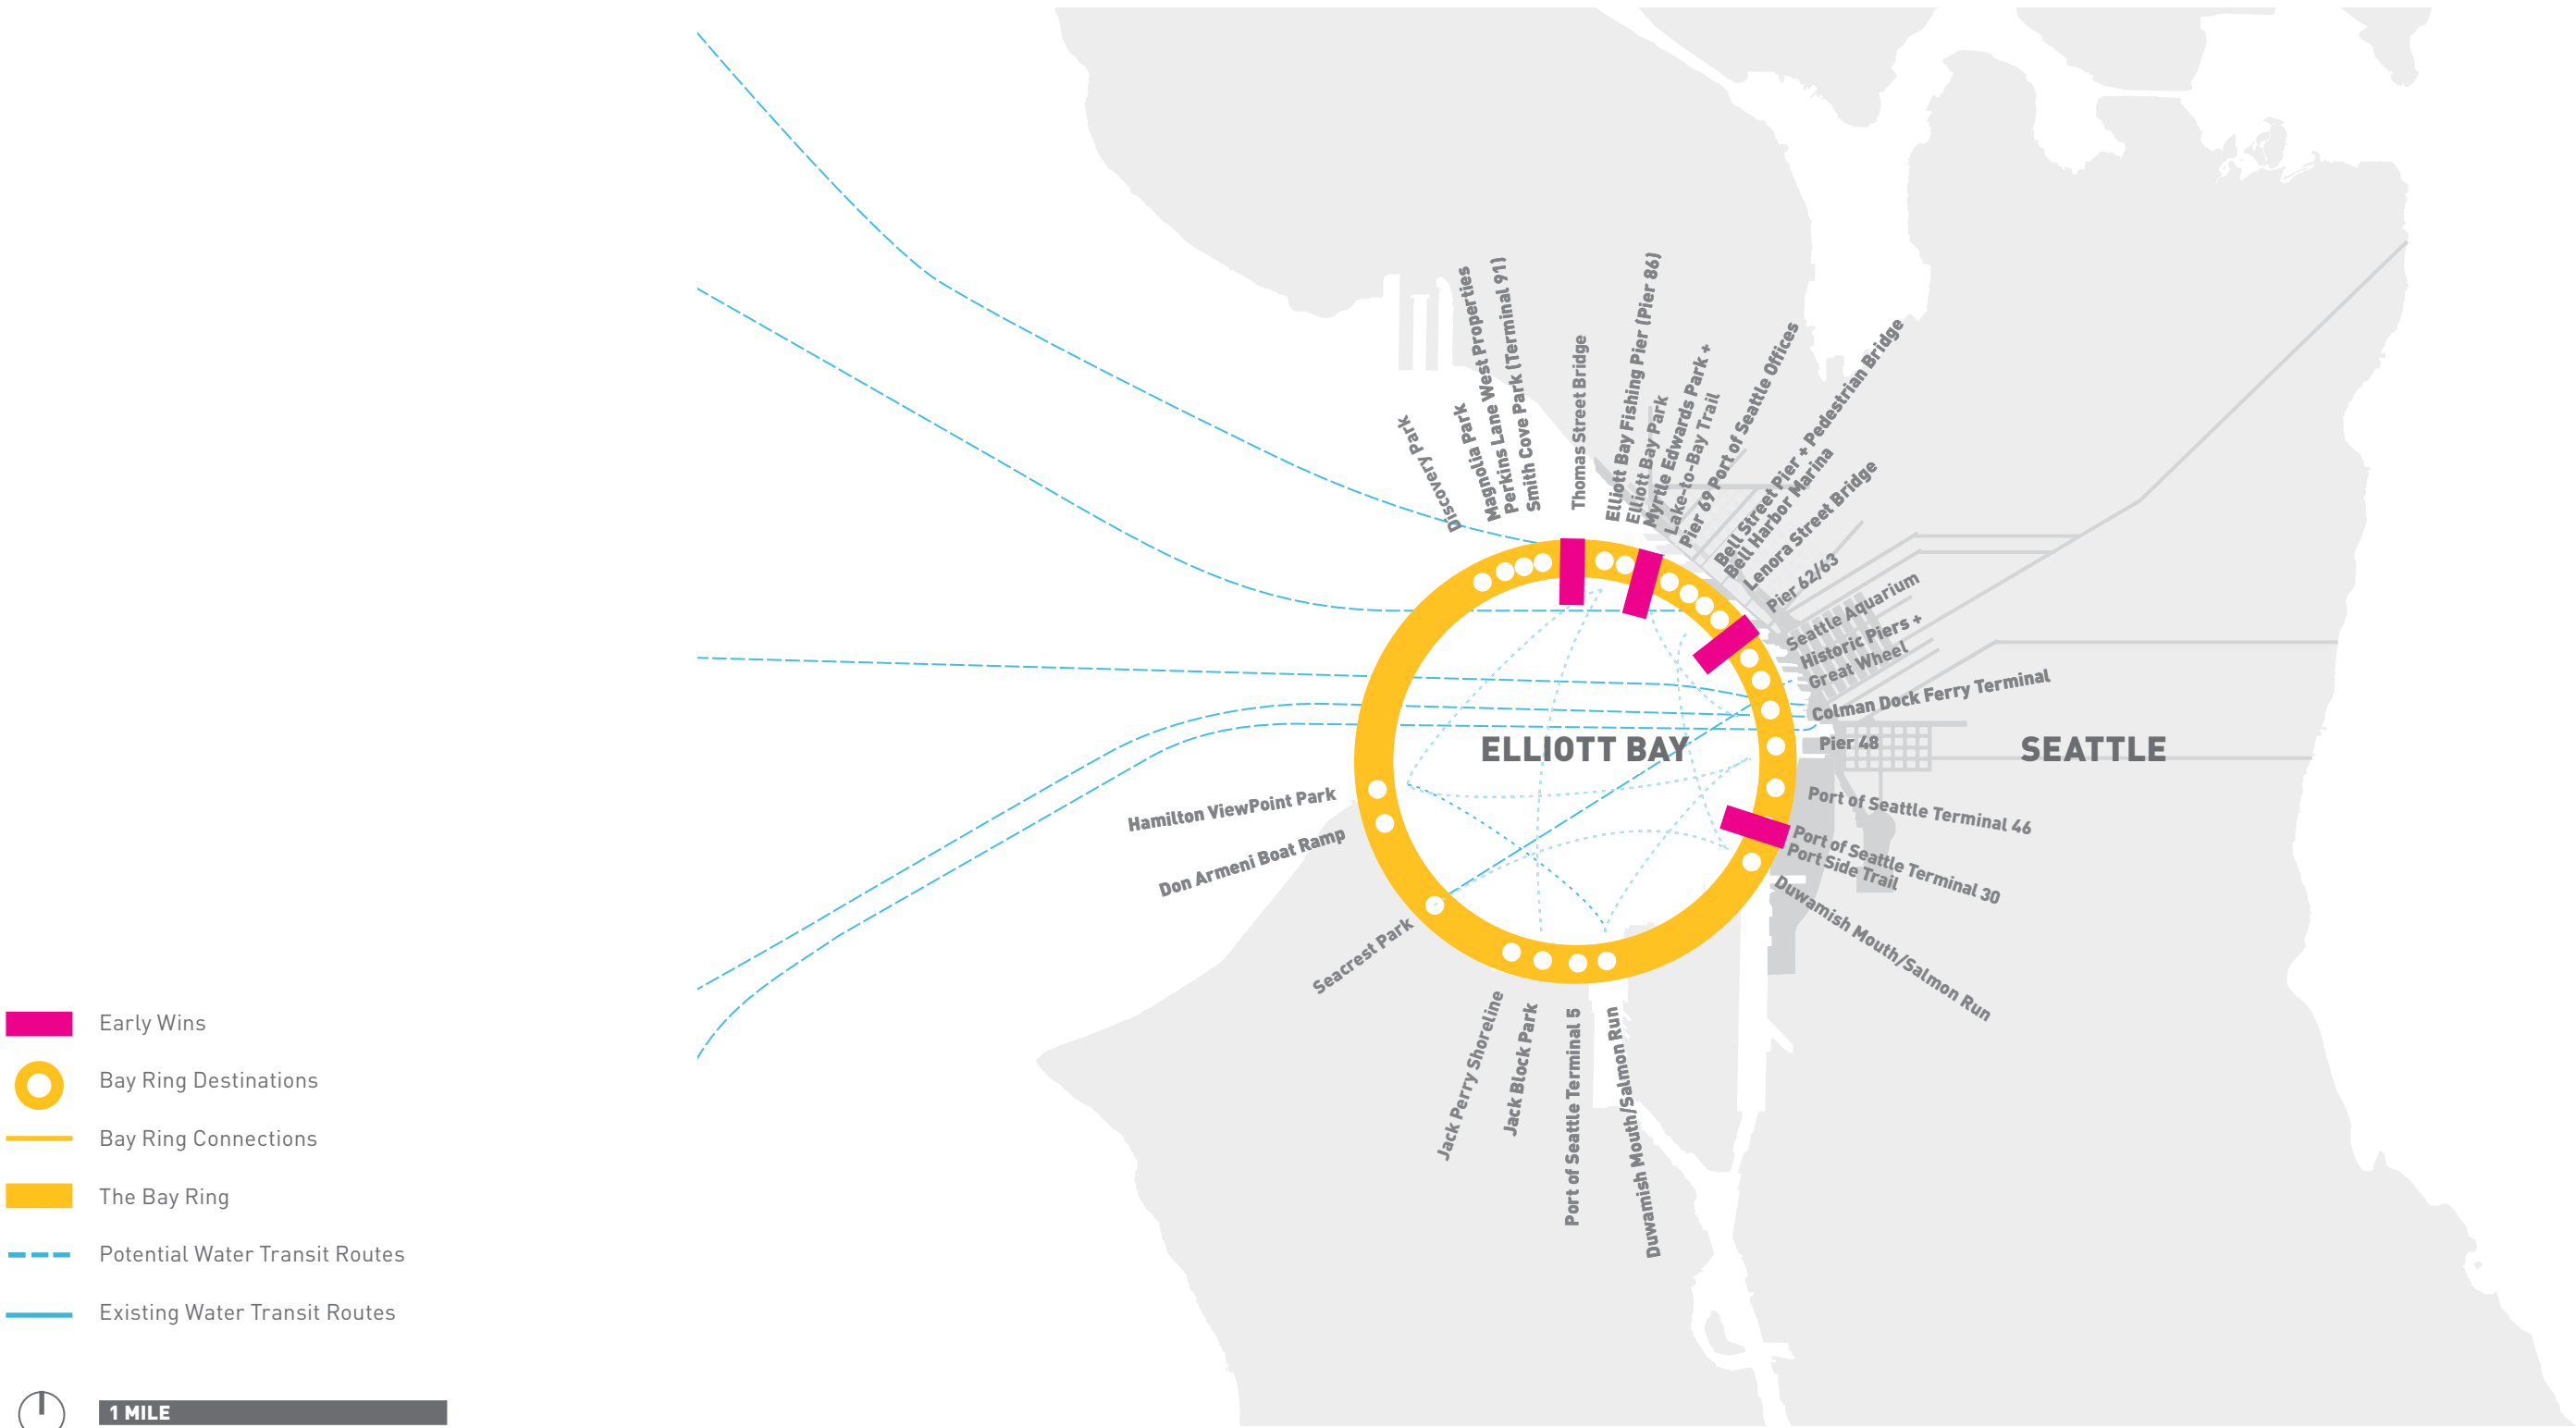 Discovery Park
Magnolia Park
Perkins Lane West Properties
Smith Cove Park (Terminal 91)
Thomas Street Bridge
Elliott Bay Fishing Pier (Pier 86)
Elliott Bay Park
Myrtle Edwards Park +
Lake-to-Bay Trail
Pier 69 Port of Seattle Offices
Bell Street Pier + Pedestrian Bridge
Bell Harbor Marina
Lenora Street Bridge
Pier 62/63
Seattle Aquarium
Historic Piers +
Great Wheel
Colman Dock Ferry Terminal
Pier 48
ELLIOTT BAY
SEATTLE
Port of Seattle Terminal 46
Port of Seattle Terminal 30
Port Side Trail
Duwamish Mouth/Salmon Run
Hamilton ViewPoint Park
Don Armeni Boat Ramp
Seacrest Park
Jack Perry Shoreline
Jack Block Park
Port of Seattle Terminal 5
Duwamish Mouth/Salmon Run
Early Wins
Bay Ring Destinations
Bay Ring Connections
The Bay Ring
Potential Water Transit Routes
Existing Water Transit Routes
1 MILE